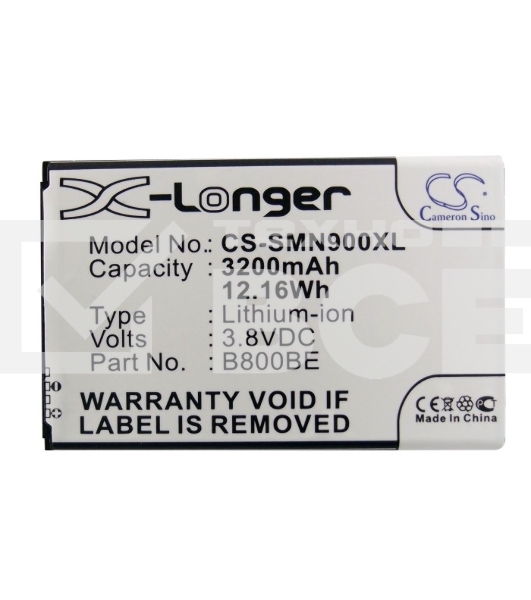 X-Longer
CS
Cameron Sino
Model No.: CS-SMN900XL
Capacity : 3200mAh
12.16Wh
Type : Lithium-ion
Volts : 3.8VDC
Part No. : B800BE
WARRANTY VOID IF
LABEL IS REMOVED
CE
Made In China